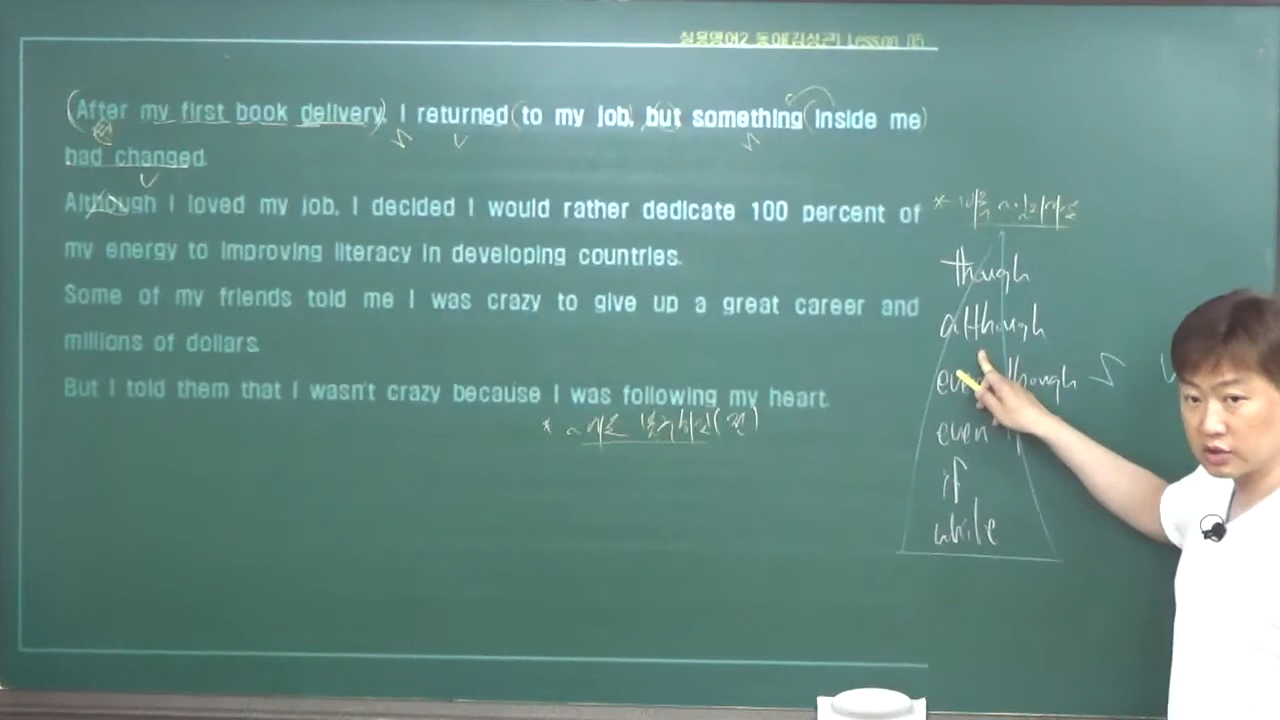 실용영어2 동아(김성곤) Lesson 05
(After my first book delivery), I returned (to my job), but something (inside me)
had changed.
Although I loved my job, I decided I would rather dedicate 100 percent of
my energy to improving literacy in developing countries.
Some of my friends told me I was crazy to give up a great career and
millions of dollars.
But I told them that I wasn't crazy because I was following my heart.
though
although
even though S V
even if
if
while